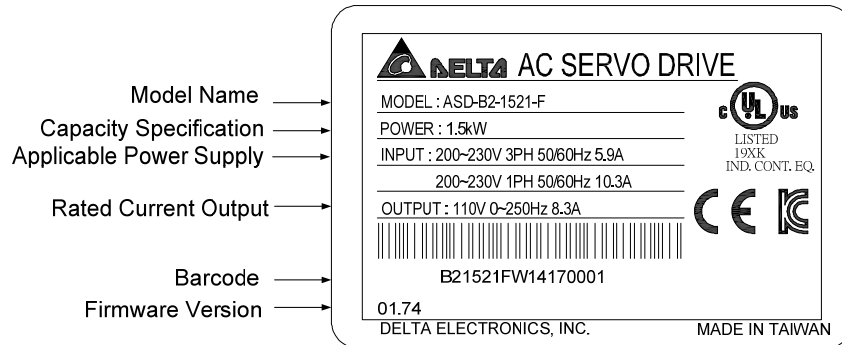 Model Name
Capacity Specification
Applicable Power Supply
Rated Current Output
Barcode
Firmware Version
DELTA AC SERVO DRIVE
MODEL : ASD-B2-1521-F
POWER : 1.5kW
INPUT : 200~230V 3PH 50/60Hz 5.9A
200~230V 1PH 50/60Hz 10.3A
OUTPUT : 110V 0~250Hz 8.3A
B21521FW14170001
01.74
DELTA ELECTRONICS, INC.
C UL US
LISTED
19XK
IND. CONT. EQ.
CE KC
MADE IN TAIWAN